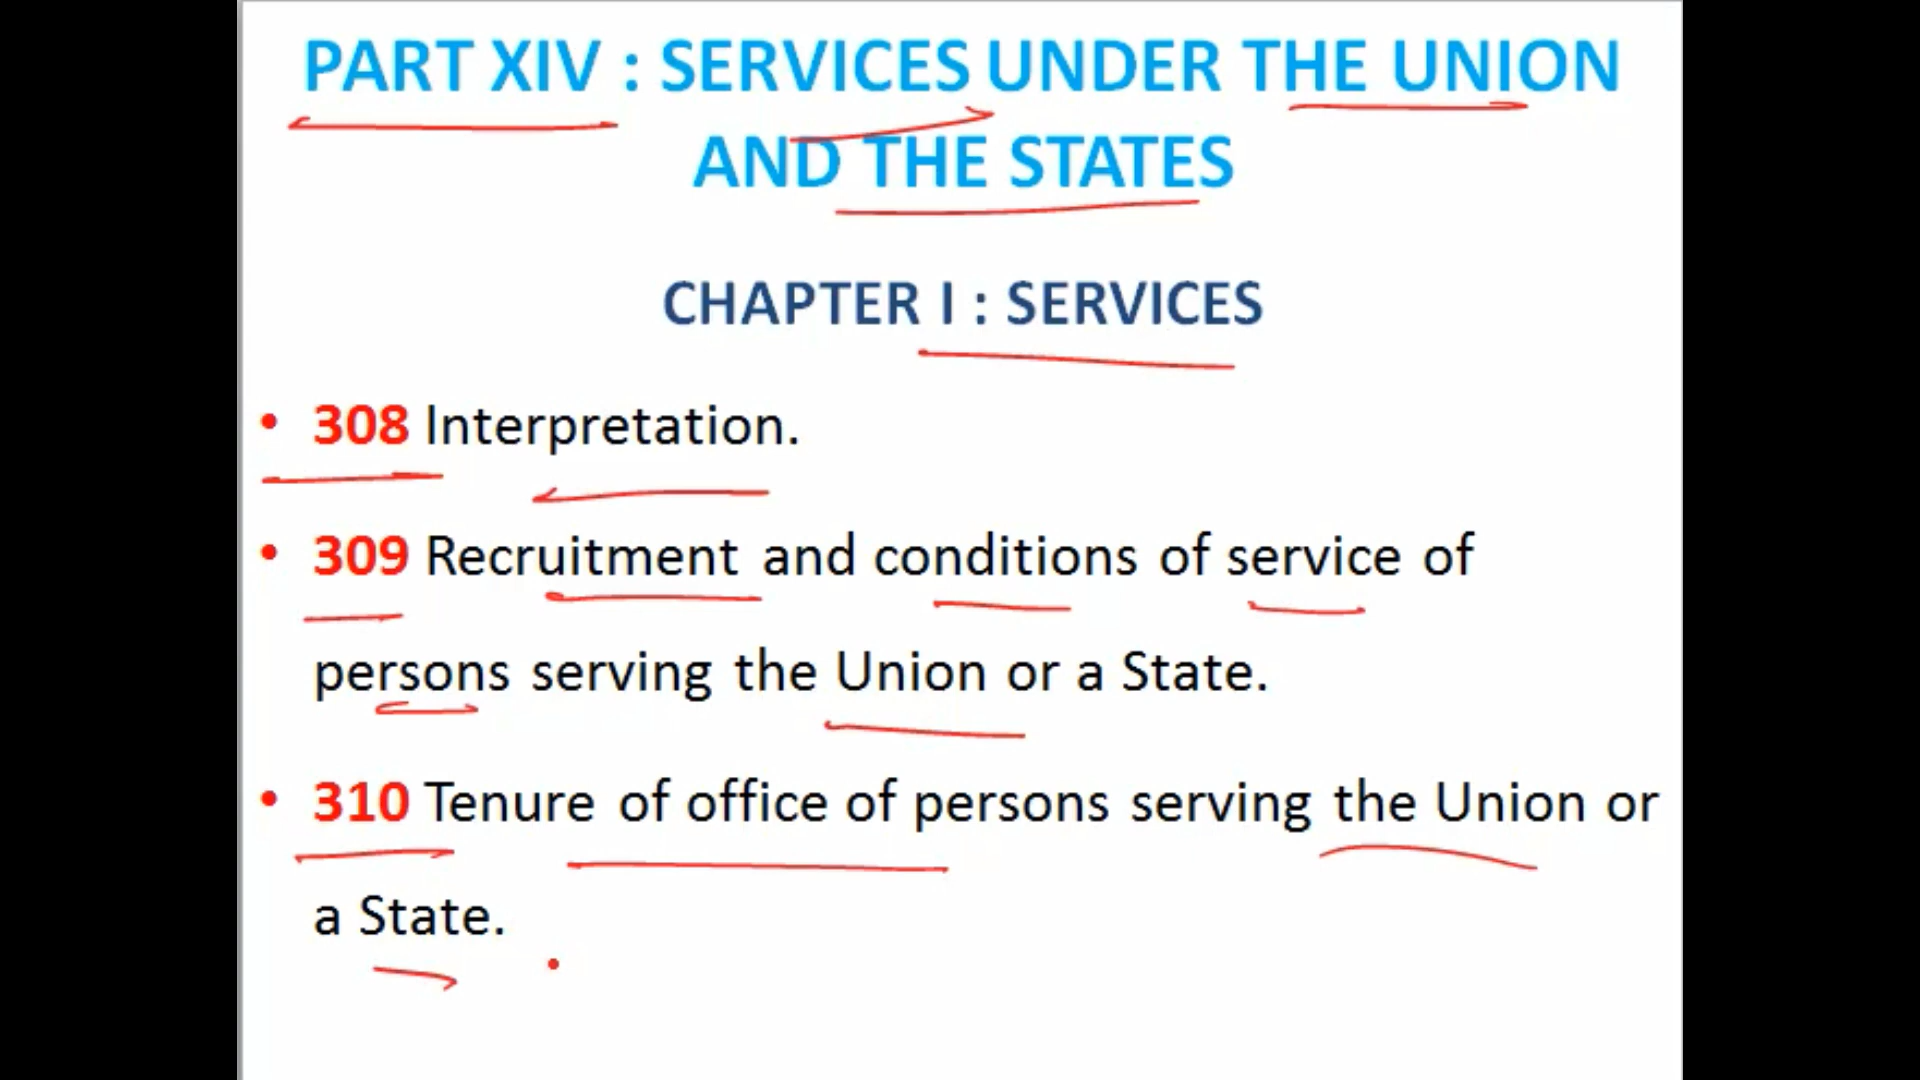 PART XIV : SERVICES UNDER THE UNION
AND THE STATES
CHAPTER I : SERVICES
• 308 Interpretation.
• 309 Recruitment and conditions of service of
persons serving the Union or a State.
• 310 Tenure of office of persons serving the Union or
a State.